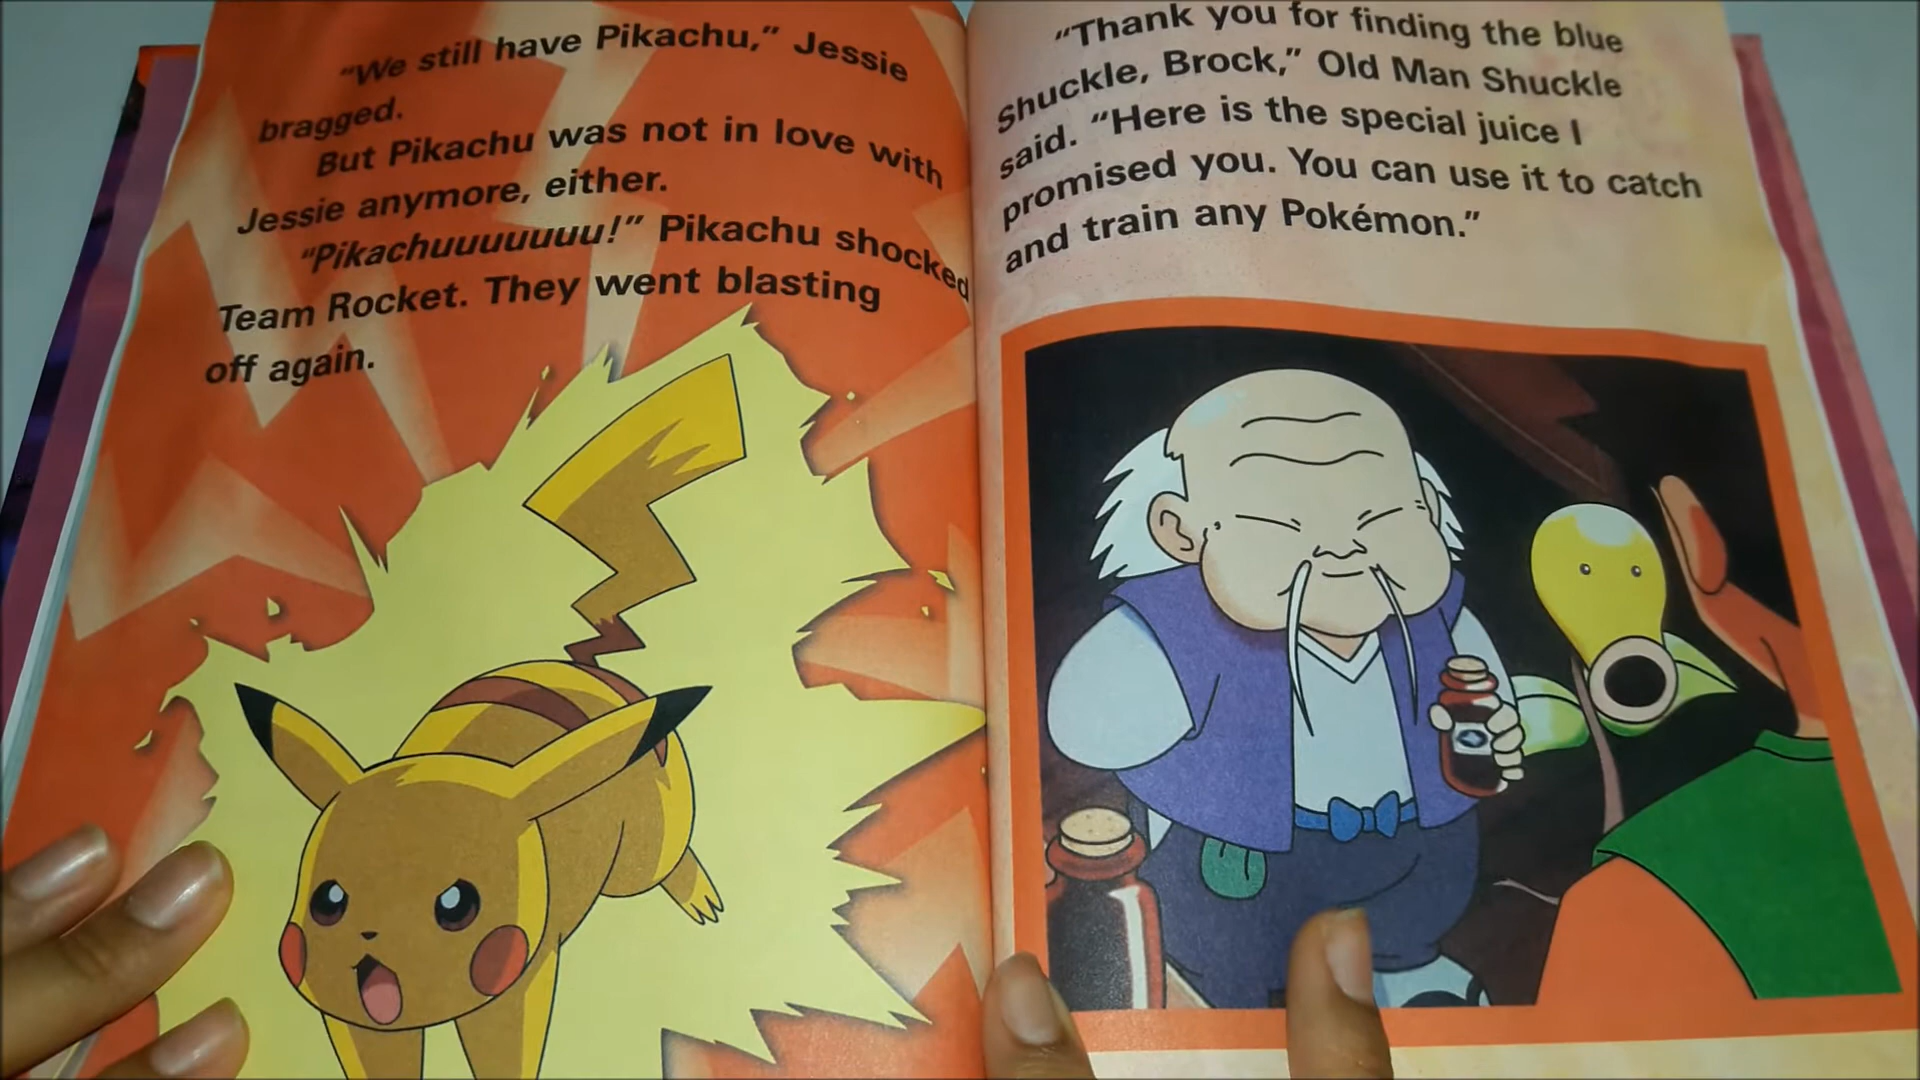 "We still have Pikachu," Jessie
bragged.
But Pikachu was not in love with
Jessie anymore, either.
"Pikachuuuuuuuu!" Pikachu shocked
Team Rocket. They went blasting
off again.
"Thank you for finding the blue
Shuckle, Brock," Old Man Shuckle
said. "Here is the special juice I
promised you. You can use it to catch
and train any Pokémon."